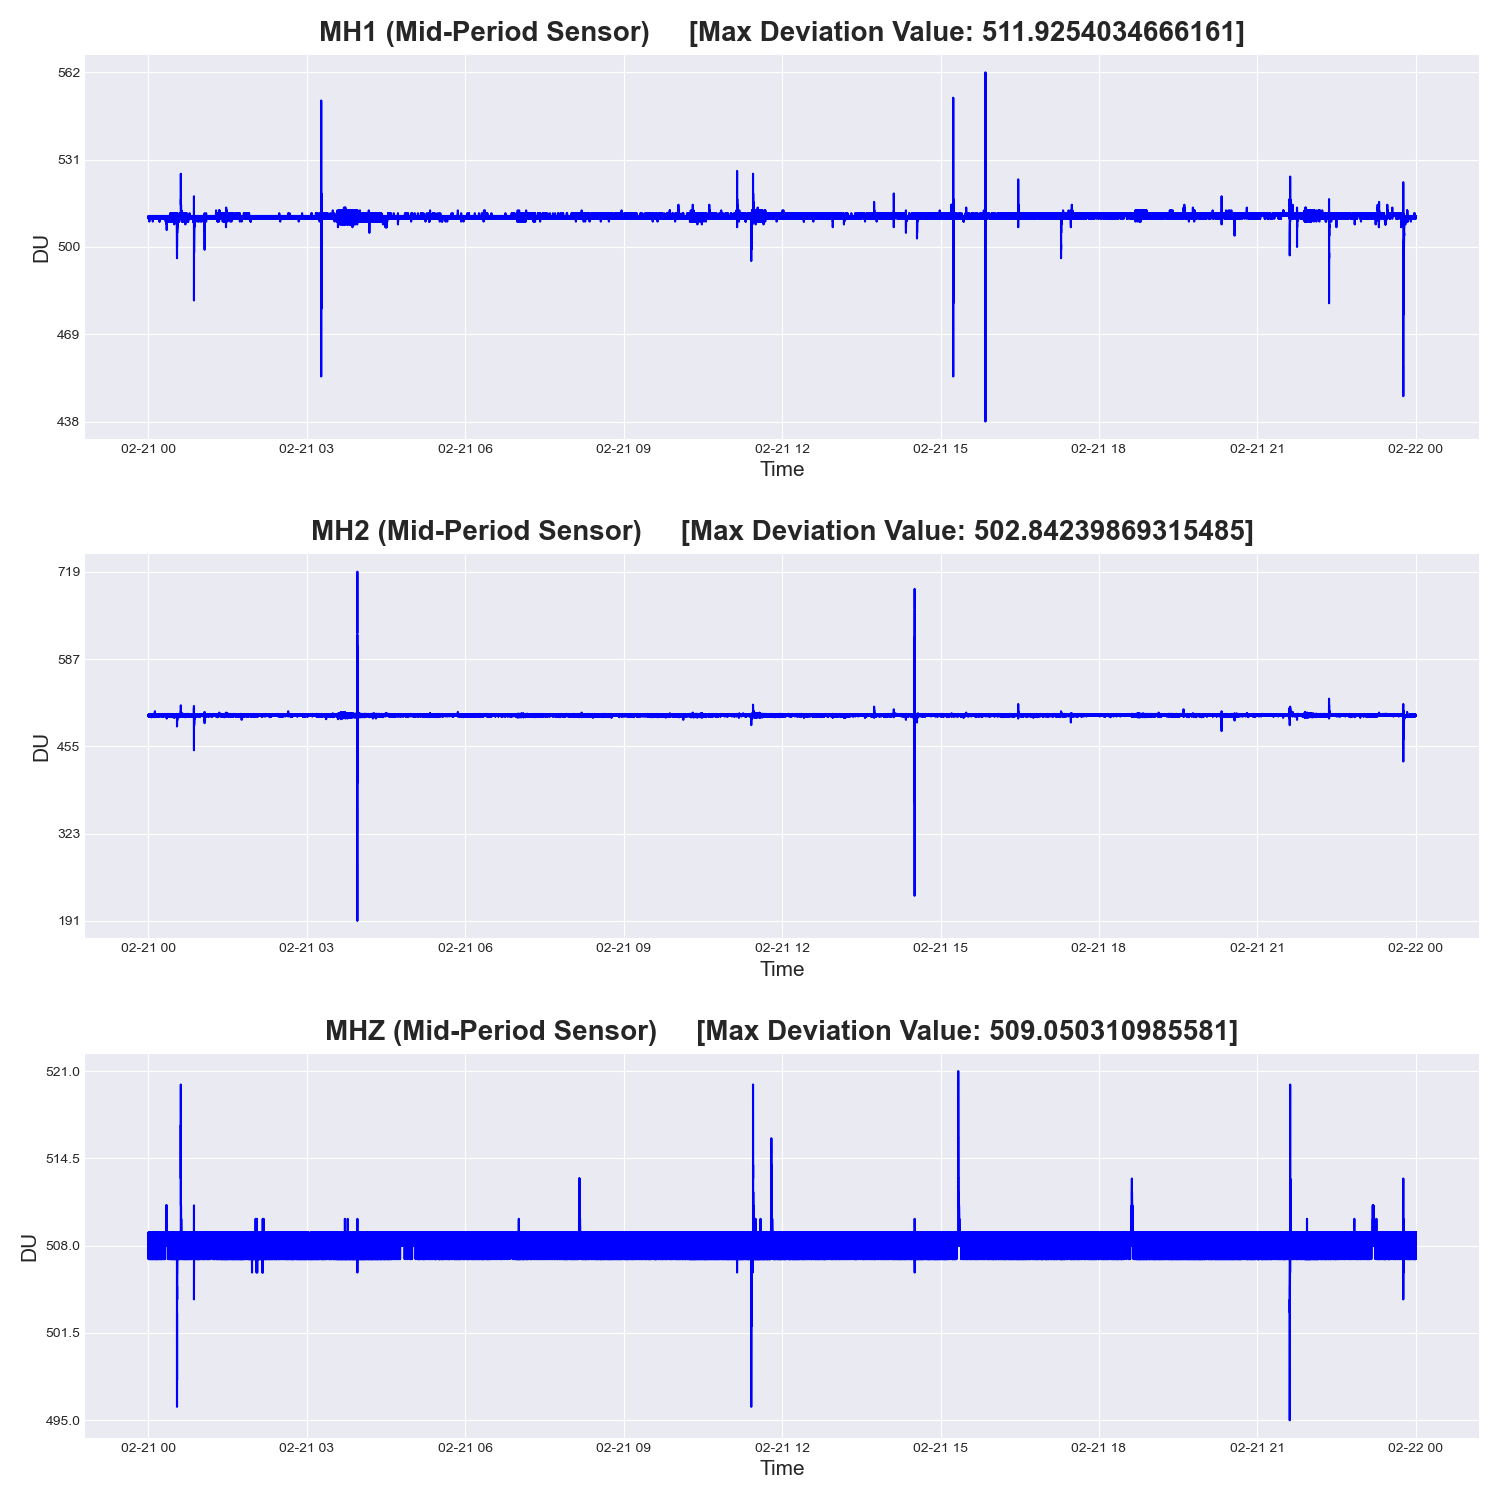 MH1 (Mid-Period Sensor) [Max Deviation Value: 511.9254034666161]
562
531
500
469
438
DU
02-21 00 02-21 03 02-21 06 02-21 09 02-21 12 02-21 15 02-21 18 02-21 21 02-22 00
Time
MH2 (Mid-Period Sensor) [Max Deviation Value: 502.84239869315485]
719
587
455
323
191
DU
02-21 00 02-21 03 02-21 06 02-21 09 02-21 12 02-21 15 02-21 18 02-21 21 02-22 00
Time
MHZ (Mid-Period Sensor) [Max Deviation Value: 509.050310985581]
521.0
514.5
508.0
501.5
495.0
DU
02-21 00 02-21 03 02-21 06 02-21 09 02-21 12 02-21 15 02-21 18 02-21 21 02-22 00
Time